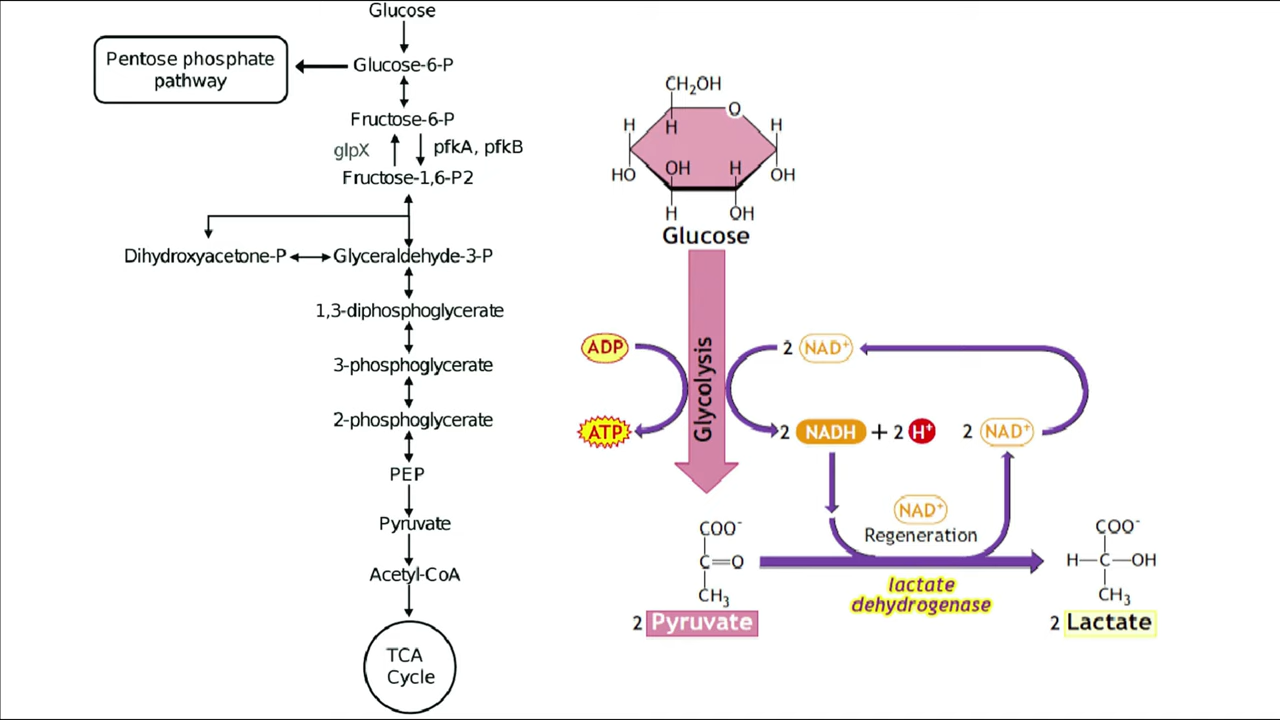 Glucose
Pentose phosphate
pathway
Glucose-6-P
Fructose-6-P
glpX
pfkA, pfkB
Fructose-1,6-P2
Dihydroxyacetone-P
Glyceraldehyde-3-P
1,3-diphosphoglycerate
3-phosphoglycerate
2-phosphoglycerate
PEP
Pyruvate
Acetyl-CoA
TCA
Cycle
CH₂OH
O
H
H
H
OH
H
HO
OH
H
OH
Glucose
Glycolysis
ADP
ATP
2 NAD⁺
2 NADH + 2 H⁺
2 NAD⁺
NAD⁺
Regeneration
lactate
dehydrogenase
COO⁻
C=O
CH₃
2 Pyruvate
COO⁻
H—C—OH
CH₃
2 Lactate